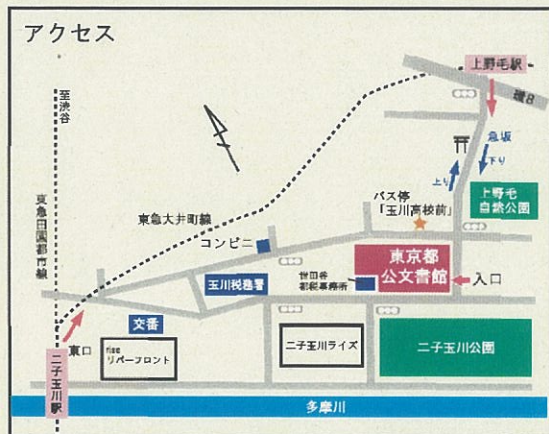 アクセス
上野毛駅
環8
至渋谷
急坂
下り
上り
上野毛
自然公園
バス停
「玉川高校前」
東急大井町線
東急田園都市線
コンビニ
東京都
公文書館
世田谷
都税事務所
入口
玉川税務署
交番
東口
rise
リバーフロント
二子玉川ライズ
二子玉川公園
二子玉川駅
多摩川